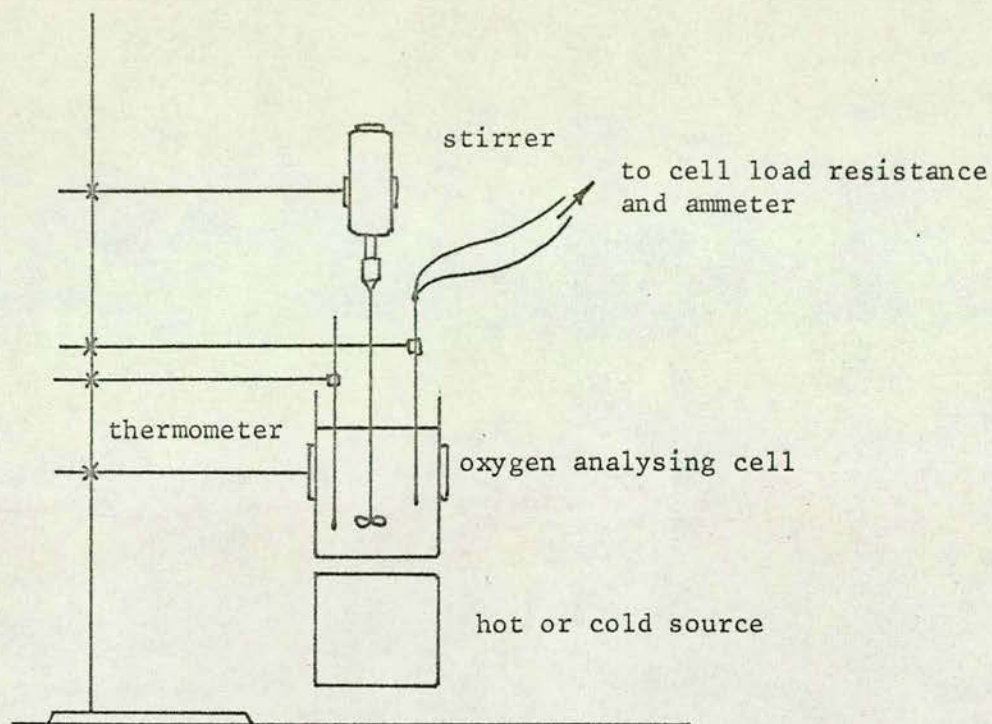 stirrer
to cell load resistance
and ammeter
thermometer
oxygen analysing cell
hot or cold source